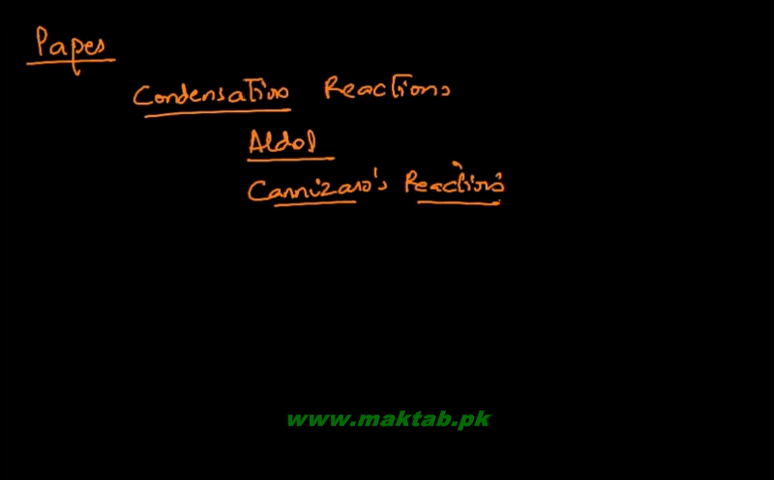 Papes
Condensation Reactions
Aldol
Cannizaro's Reactions
www.maktab.pk